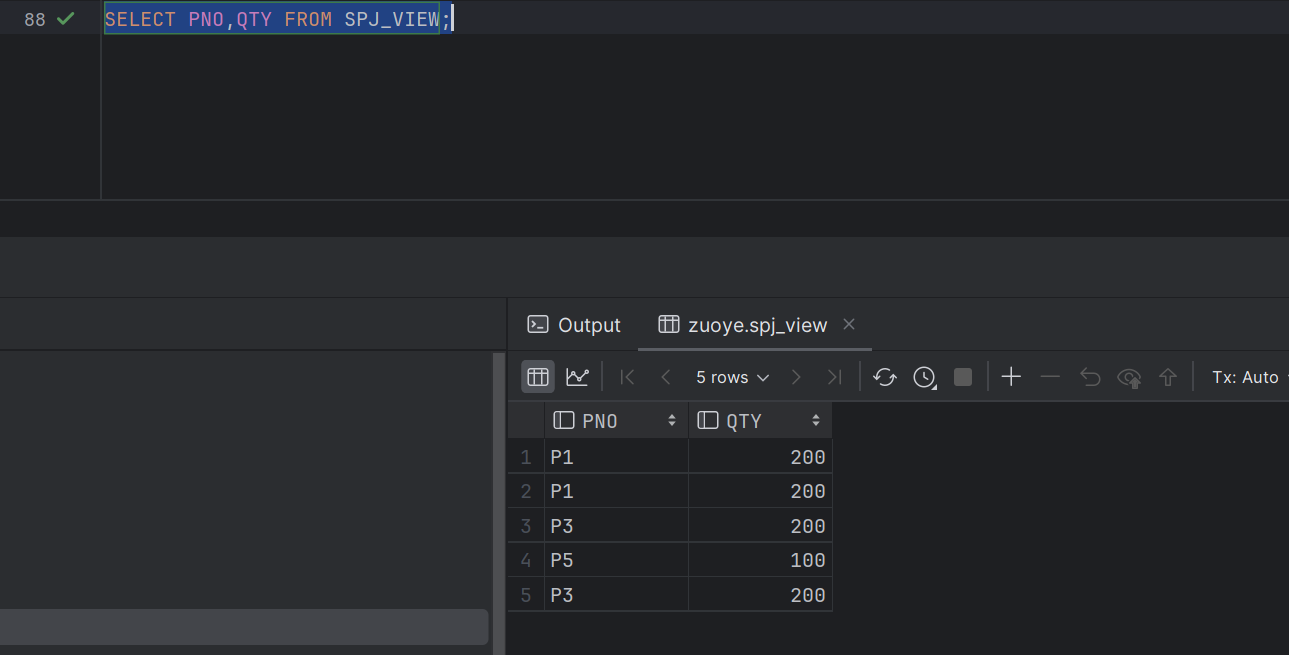 88 SELECT PNO,QTY FROM SPJ_VIEW;
Output zuoye.spj_view
5 rows Tx: Auto
PNO QTY
1 P1 200
2 P1 200
3 P3 200
4 P5 100
5 P3 200